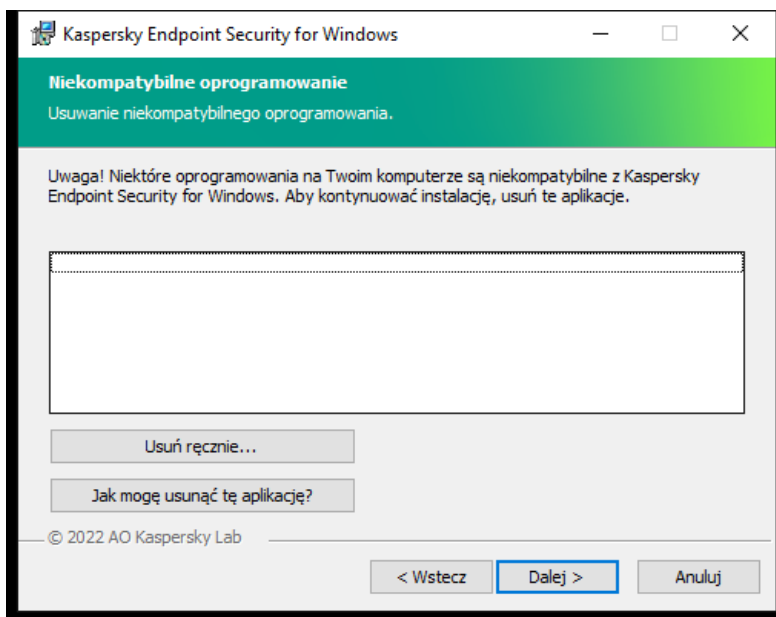 Kaspersky Endpoint Security for Windows
Niekompatybilne oprogramowanie
Usuwanie niekompatybilnego oprogramowania.
Uwaga! Niektóre oprogramowania na Twoim komputerze są niekompatybilne z Kaspersky
Endpoint Security for Windows. Aby kontynuować instalację, usuń te aplikacje.
Usuń ręcznie...
Jak mogę usunąć tę aplikację?
© 2022 AO Kaspersky Lab
< Wstecz Dalej > Anuluj